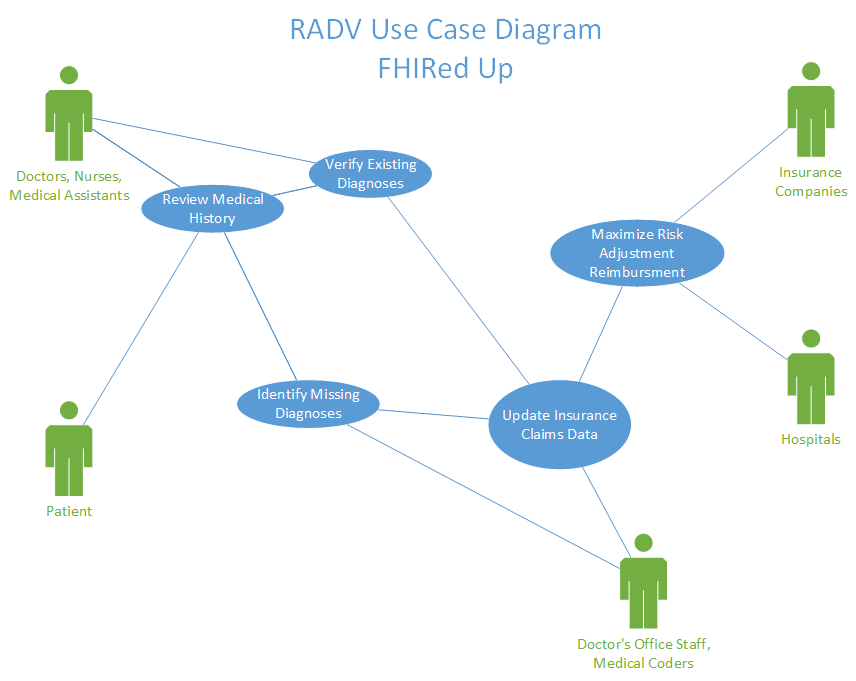 RADV Use Case Diagram
FHIRed Up
Doctors, Nurses,
Medical Assistants
Verify Existing
Diagnoses
Review Medical
History
Insurance
Companies
Maximize Risk
Adjustment
Reimbursment
Identify Missing
Diagnoses
Update Insurance
Claims Data
Hospitals
Patient
Doctor's Office Staff,
Medical Coders